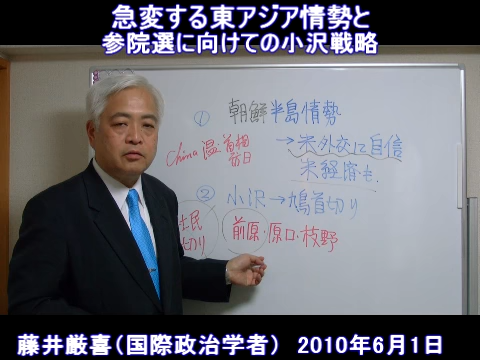 急変する東アジア情勢と
参院選に向けての小沢戦略
① 朝鮮半島情勢
China 温・首相
訪日
→米外交に自信
米経済も.
② 小沢→鳩首切り
社民
切り
前原・原口・枝野
藤井厳喜(国際政治学者) 2010年6月1日